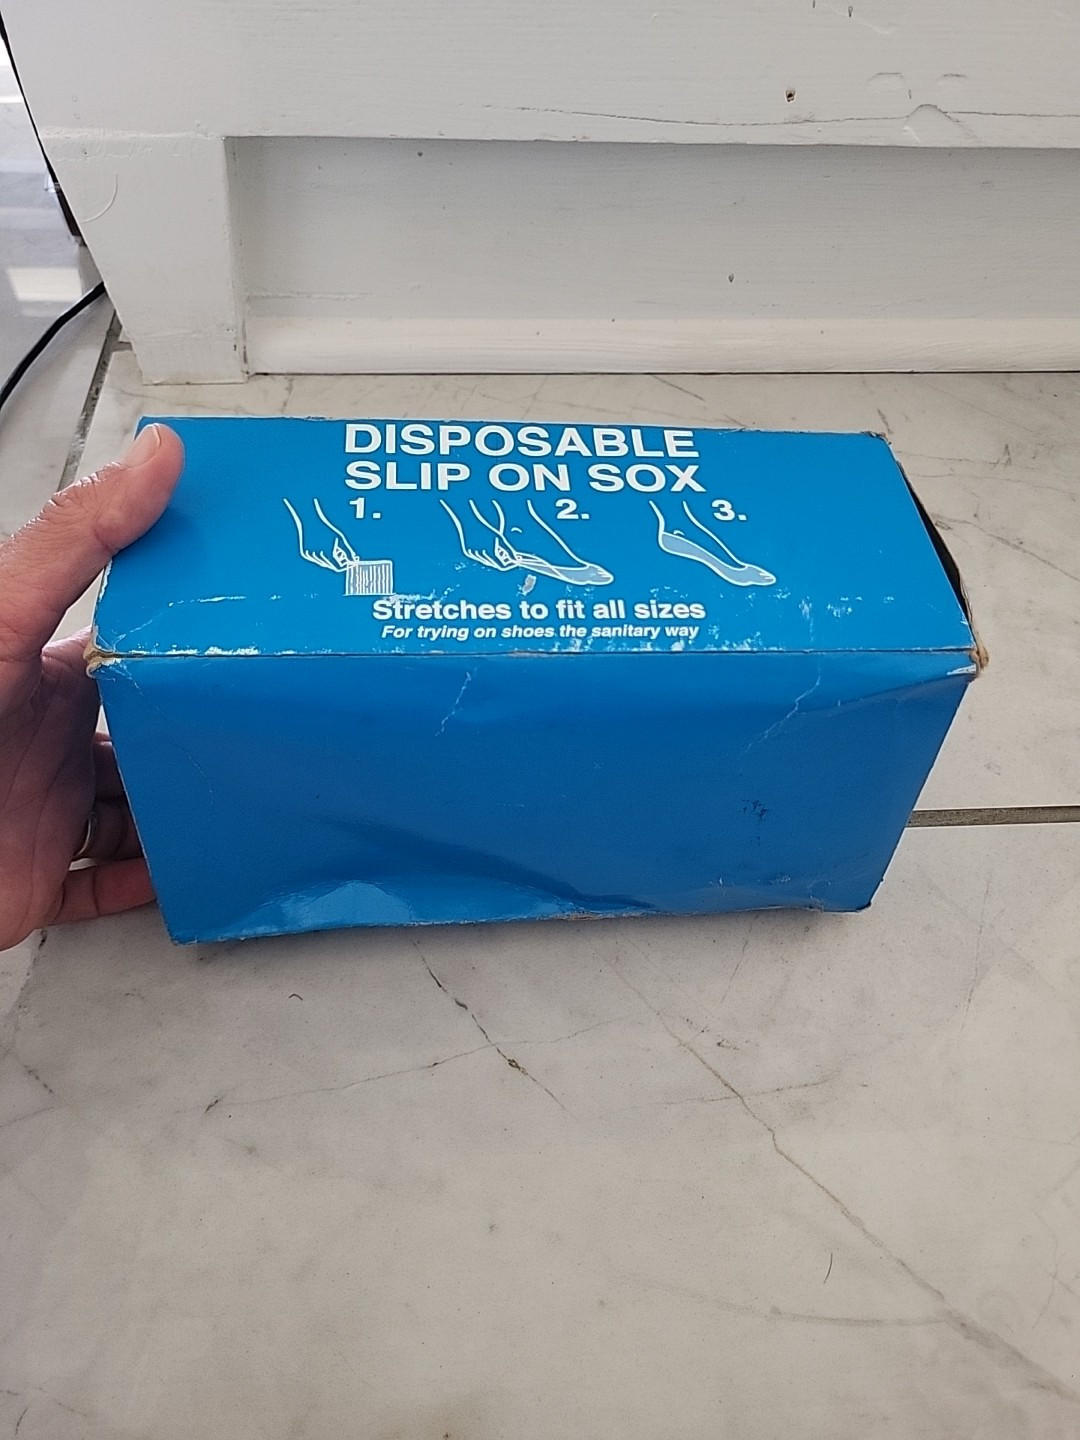 DISPOSABLE
SLIP ON SOX
1. 2. 3.
Stretches to fit all sizes
For trying on shoes the sanitary way